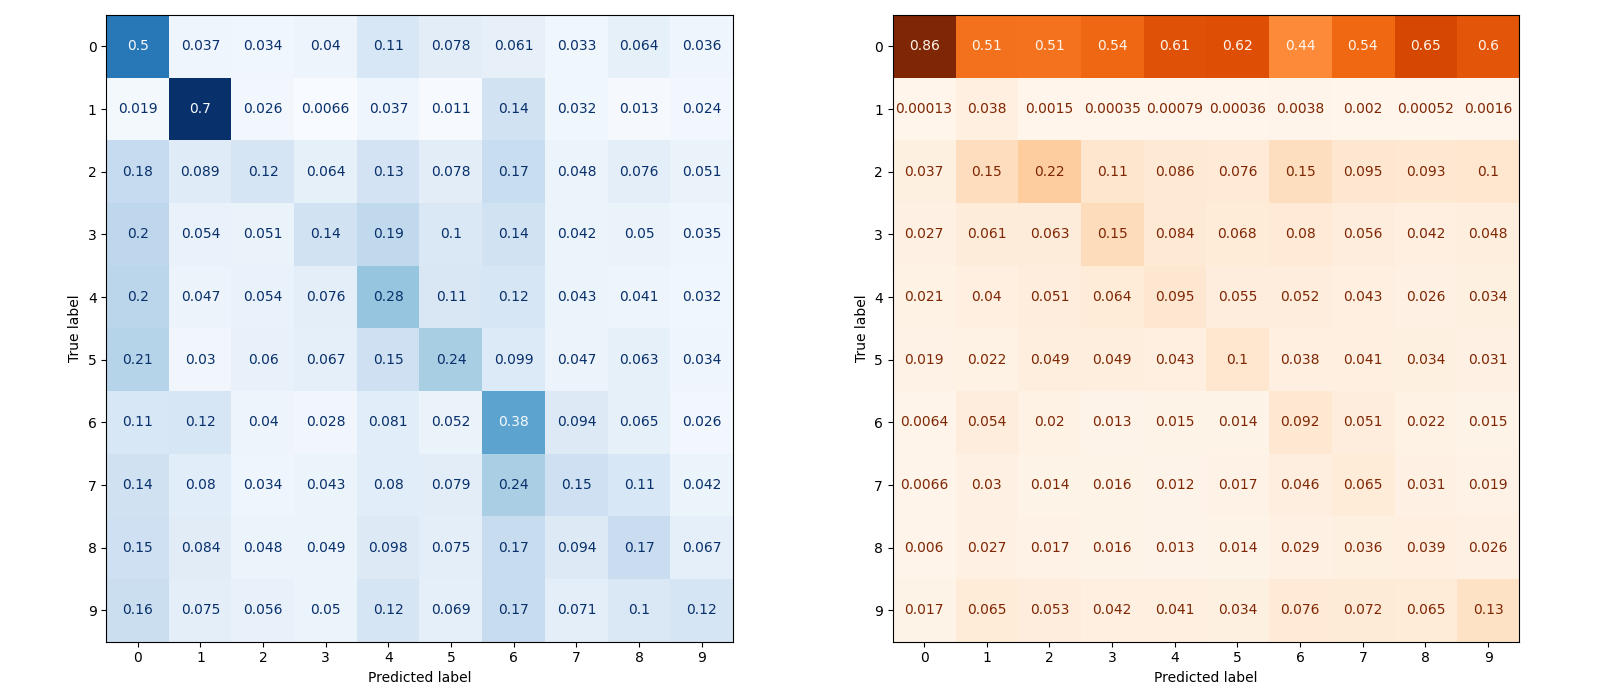 0 0.5 0.037 0.034 0.04 0.11 0.078 0.061 0.033 0.064 0.036
1 0.019 0.7 0.026 0.0066 0.037 0.011 0.14 0.032 0.013 0.024
2 0.18 0.089 0.12 0.064 0.13 0.078 0.17 0.048 0.076 0.051
3 0.2 0.054 0.051 0.14 0.19 0.1 0.14 0.042 0.05 0.035
4 0.2 0.047 0.054 0.076 0.28 0.11 0.12 0.043 0.041 0.032
True label
5 0.21 0.03 0.06 0.067 0.15 0.24 0.099 0.047 0.063 0.034
6 0.11 0.12 0.04 0.028 0.081 0.052 0.38 0.094 0.065 0.026
7 0.14 0.08 0.034 0.043 0.08 0.079 0.24 0.15 0.11 0.042
8 0.15 0.084 0.048 0.049 0.098 0.075 0.17 0.094 0.17 0.067
9 0.16 0.075 0.056 0.05 0.12 0.069 0.17 0.071 0.1 0.12
0 1 2 3 4 5 6 7 8 9
Predicted label
0 0.86 0.51 0.51 0.54 0.61 0.62 0.44 0.54 0.65 0.6
1 0.00013 0.038 0.0015 0.00035 0.00079 0.00036 0.0038 0.002 0.00052 0.0016
2 0.037 0.15 0.22 0.11 0.086 0.076 0.15 0.095 0.093 0.1
3 0.027 0.061 0.063 0.15 0.084 0.068 0.08 0.056 0.042 0.048
4 0.021 0.04 0.051 0.064 0.095 0.055 0.052 0.043 0.026 0.034
True label
5 0.019 0.022 0.049 0.049 0.043 0.1 0.038 0.041 0.034 0.031
6 0.0064 0.054 0.02 0.013 0.015 0.014 0.092 0.051 0.022 0.015
7 0.0066 0.03 0.014 0.016 0.012 0.017 0.046 0.065 0.031 0.019
8 0.006 0.027 0.017 0.016 0.013 0.014 0.029 0.036 0.039 0.026
9 0.017 0.065 0.053 0.042 0.041 0.034 0.076 0.072 0.065 0.13
0 1 2 3 4 5 6 7 8 9
Predicted label